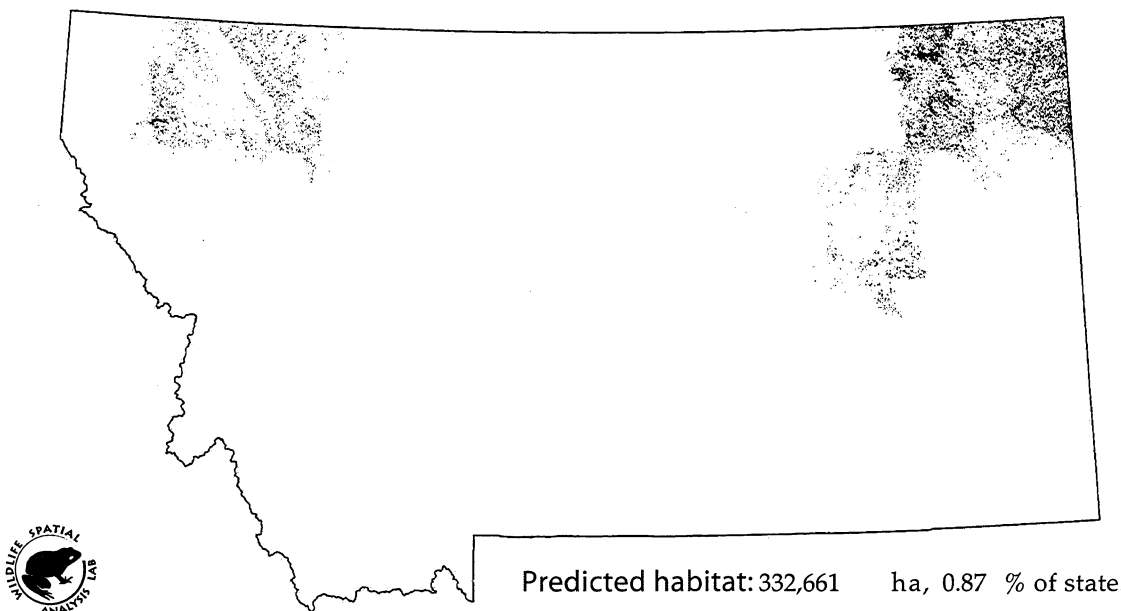 WILDLIFE SPATIAL ANALYSIS LAB
Predicted habitat: 332,661 ha, 0.87 % of state